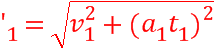 '₁ = √(v₁² + (a₁t₁)²)